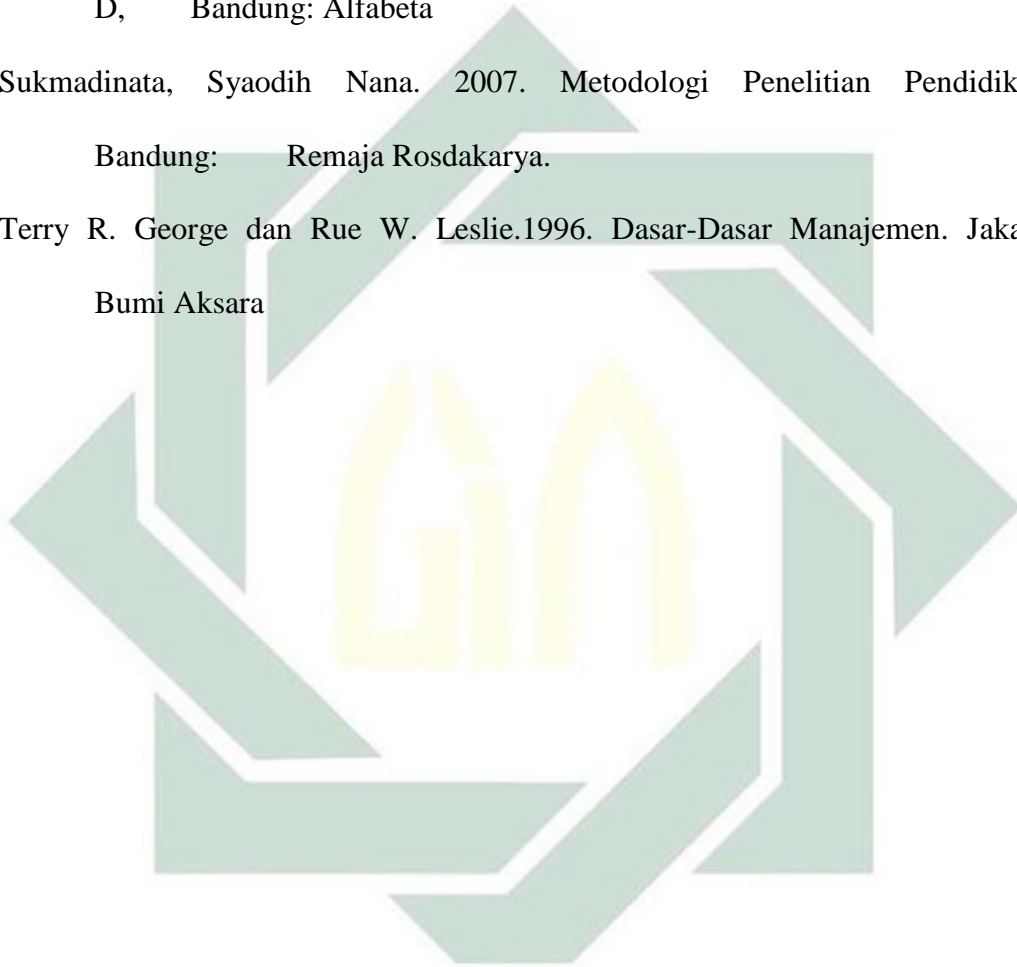 D, Bandung: Alfabeta
Sukmadinata, Syaodih Nana. 2007. Metodologi Penelitian Pendidik
Bandung: Remaja Rosdakarya.
Terry R. George dan Rue W. Leslie.1996. Dasar-Dasar Manajemen. Jaka
Bumi Aksara